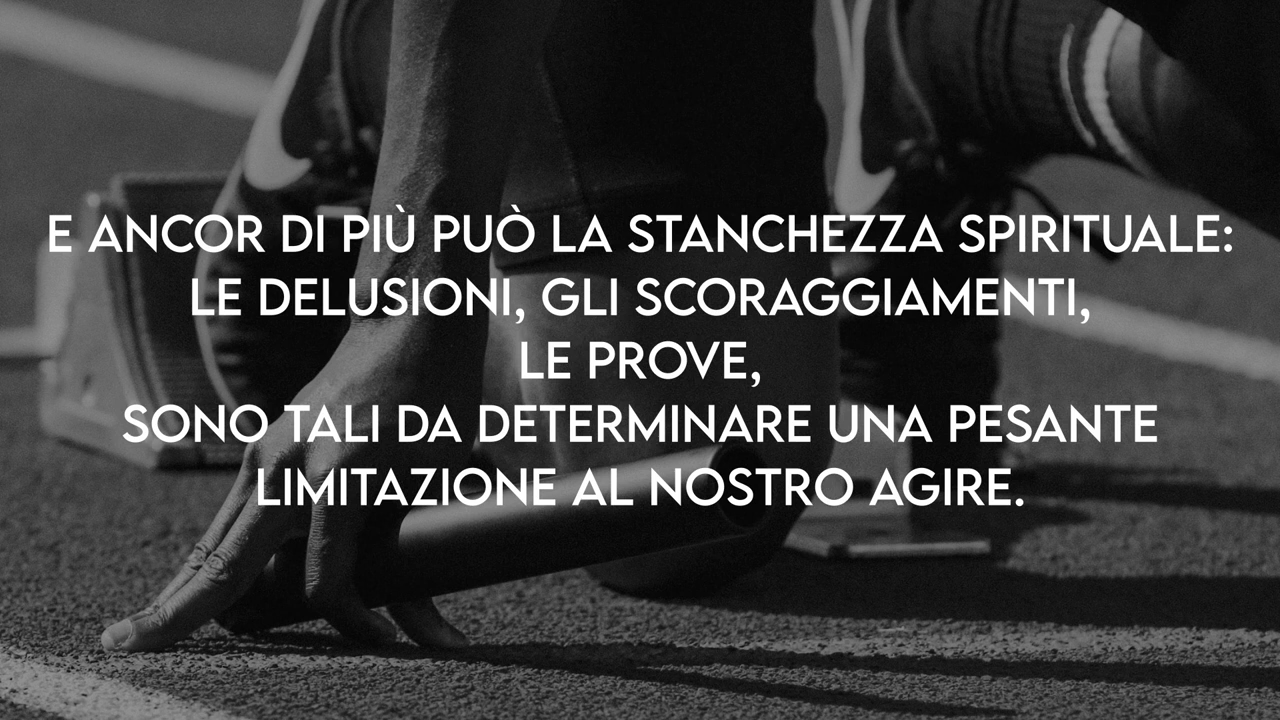 E ANCOR DI PIÙ PUÒ LA STANCHEZZA SPIRITUALE:
LE DELUSIONI, GLI SCORAGGIAMENTI,
LE PROVE,
SONO TALI DA DETERMINARE UNA PESANTE
LIMITAZIONE AL NOSTRO AGIRE.